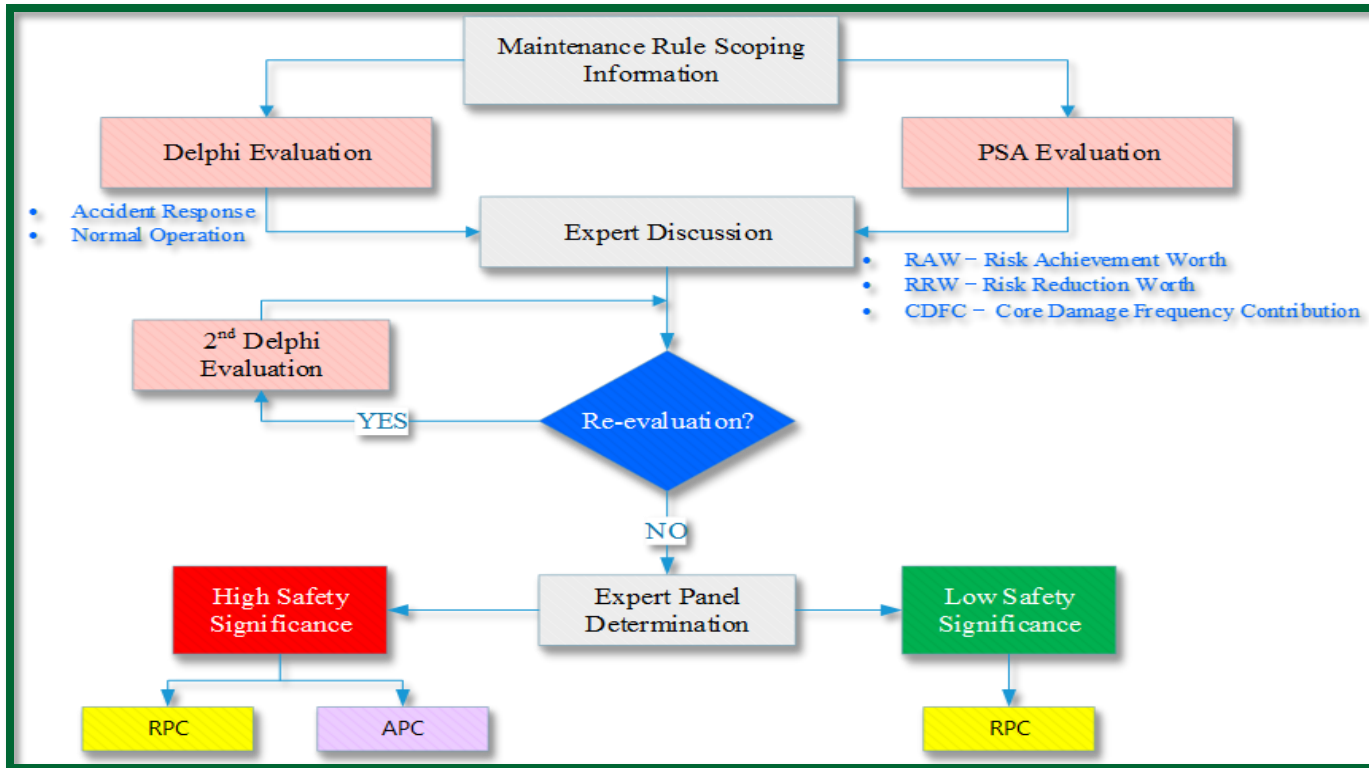 Maintenance Rule Scoping
Information
Delphi Evaluation
PSA Evaluation
• Accident Response
• Normal Operation
Expert Discussion
• RAW – Risk Achievement Worth
• RRW – Risk Reduction Worth
• CDFC – Core Damage Frequency Contribution
2nd Delphi
Evaluation
Re-evaluation?
YES
NO
High Safety
Significance
Expert Panel
Determination
Low Safety
Significance
RPC
APC
RPC